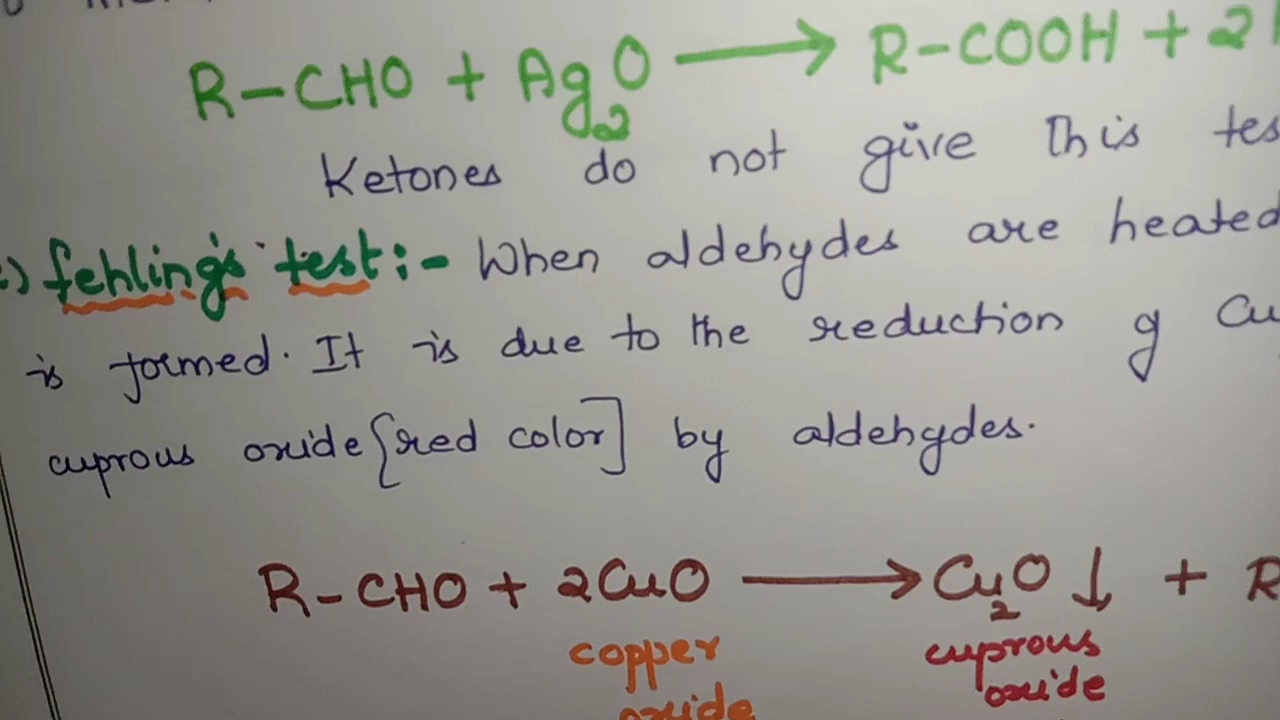 R-CHO + Ag₂O ⟶ R-COOH + 2
Ketones do not give this tes
fehling's test:- When aldehydes are heated
is formed. It is due to the reduction of Cu
cuprous oxide [red color] by aldehydes.
R-CHO + 2CuO ⟶ Cu₂O ↓ + R
copper cuprous
oxide oxide